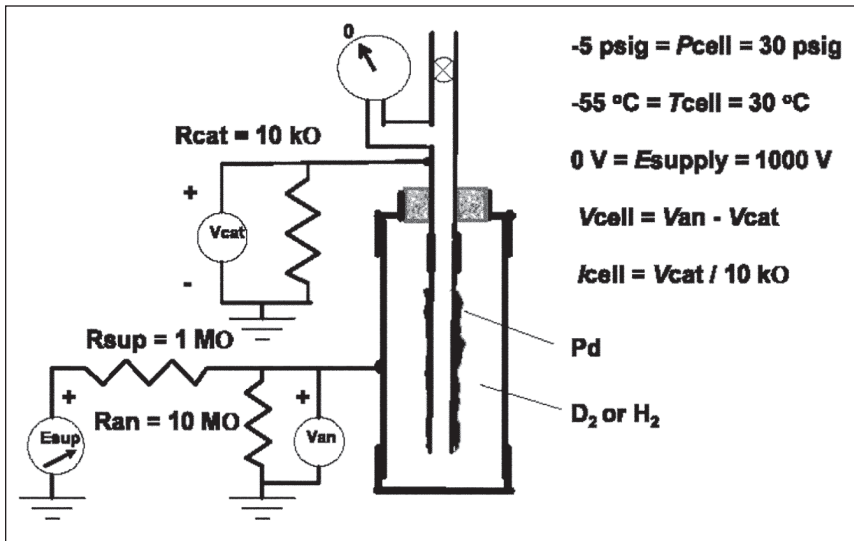 0
-5 psig = Pcell = 30 psig
-55 ºC = Tcell = 30 ºC
Rcat = 10 kO
0 V = Esupply = 1000 V
+
Vcat
-
Vcell = Van - Vcat
Icell = Vcat / 10 kO
Rsup = 1 MO
Pd
+
+
Ran = 10 MO
Esup
Van
D₂ or H₂